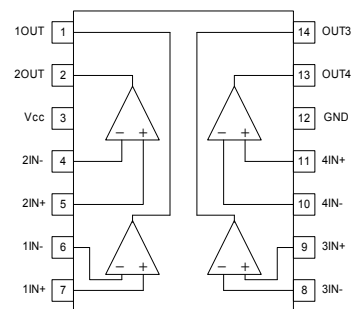 1OUT 1 14 OUT3
2OUT 2 13 OUT4
Vcc 3 12 GND
2IN- 4 11 4IN+
2IN+ 5 10 4IN-
1IN- 6 9 3IN+
1IN+ 7 8 3IN-
− + − +
− + − +